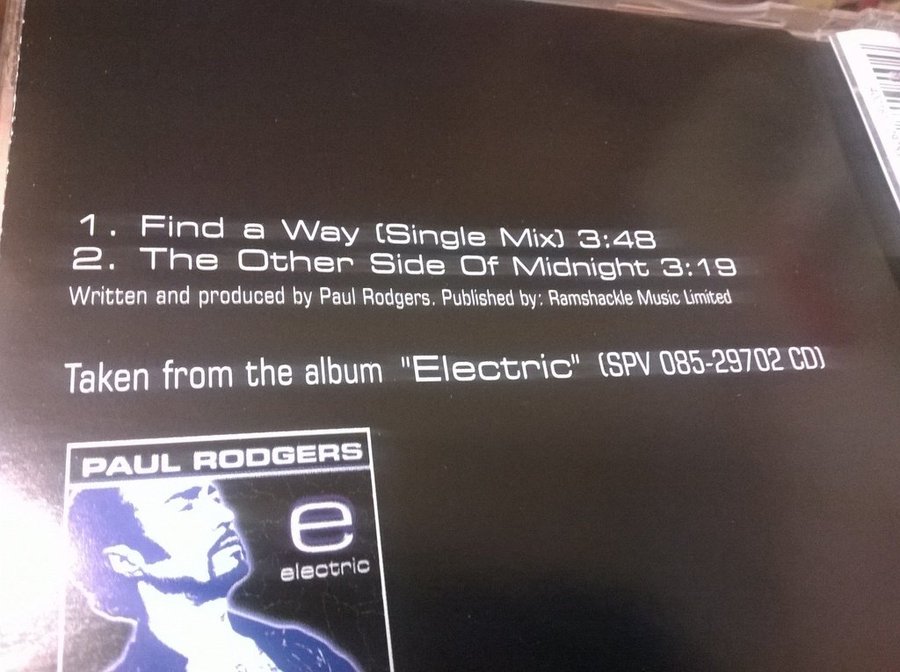 1. Find a Way (Single Mix) 3:48
2. The Other Side Of Midnight 3:19
Written and produced by Paul Rodgers. Published by: Ramshackle Music Limited
Taken from the album "Electric" (SPV 085-29702 CD)
PAUL RODGERS
e
electric